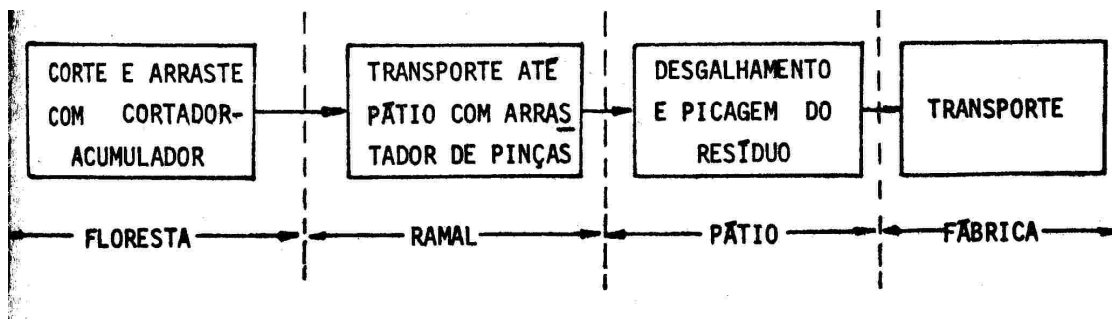 CORTE E ARRASTE
COM CORTADOR-
ACUMULADOR
TRANSPORTE ATÉ
PÁTIO COM ARRAS
TADOR DE PINÇAS
DESGALHAMENTO
E PICAGEM DO
RESÍDUO
TRANSPORTE
FLORESTA
RAMAL
PÁTIO
FÁBRICA